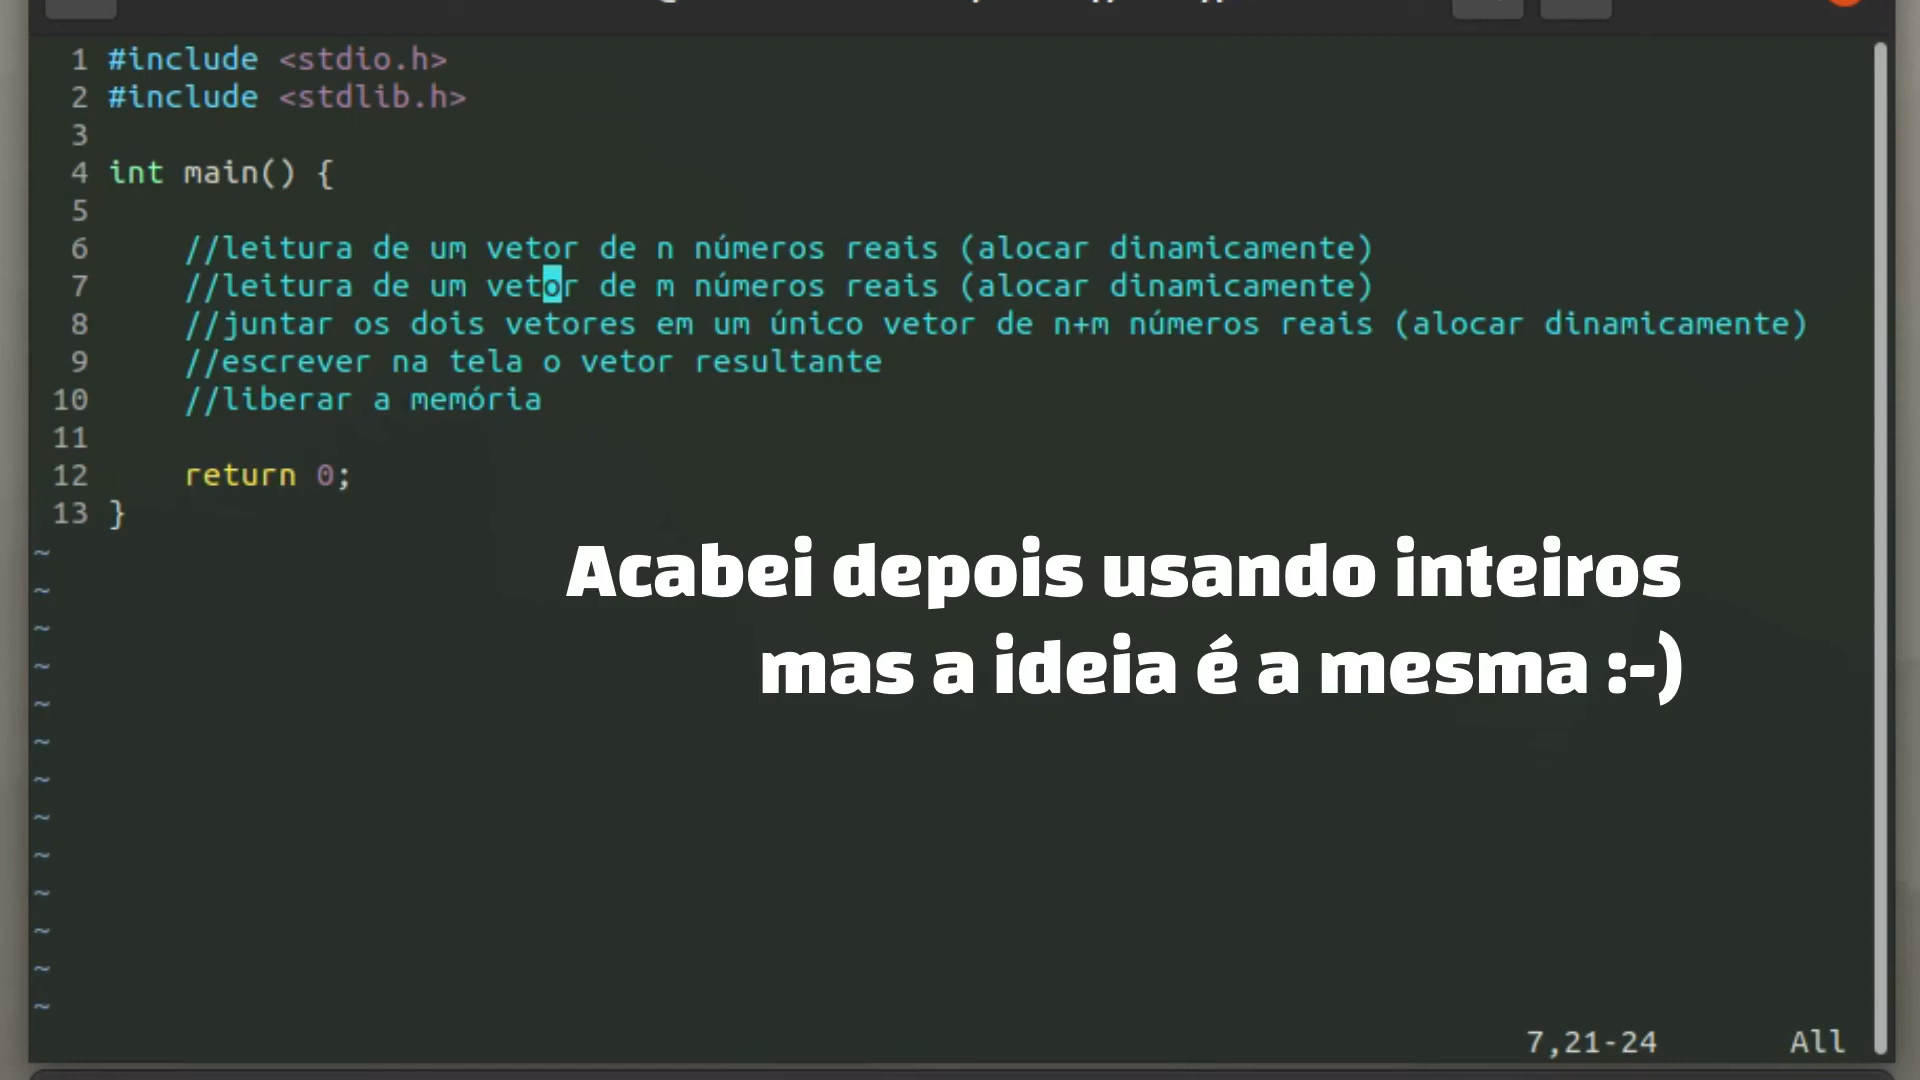 1 #include <stdio.h>
2 #include <stdlib.h>
3
4 int main() {
5
6 //leitura de um vetor de n números reais (alocar dinamicamente)
7 //leitura de um vetor de m números reais (alocar dinamicamente)
8 //juntar os dois vetores em um único vetor de n+m números reais (alocar dinamicamente)
9 //escrever na tela o vetor resultante
10 //liberar a memória
11
12 return 0;
13 }
~
~
~
~
~
~
~
~
~
~
~
~
~
Acabei depois usando inteiros
mas a ideia é a mesma :-)
7,21-24 All